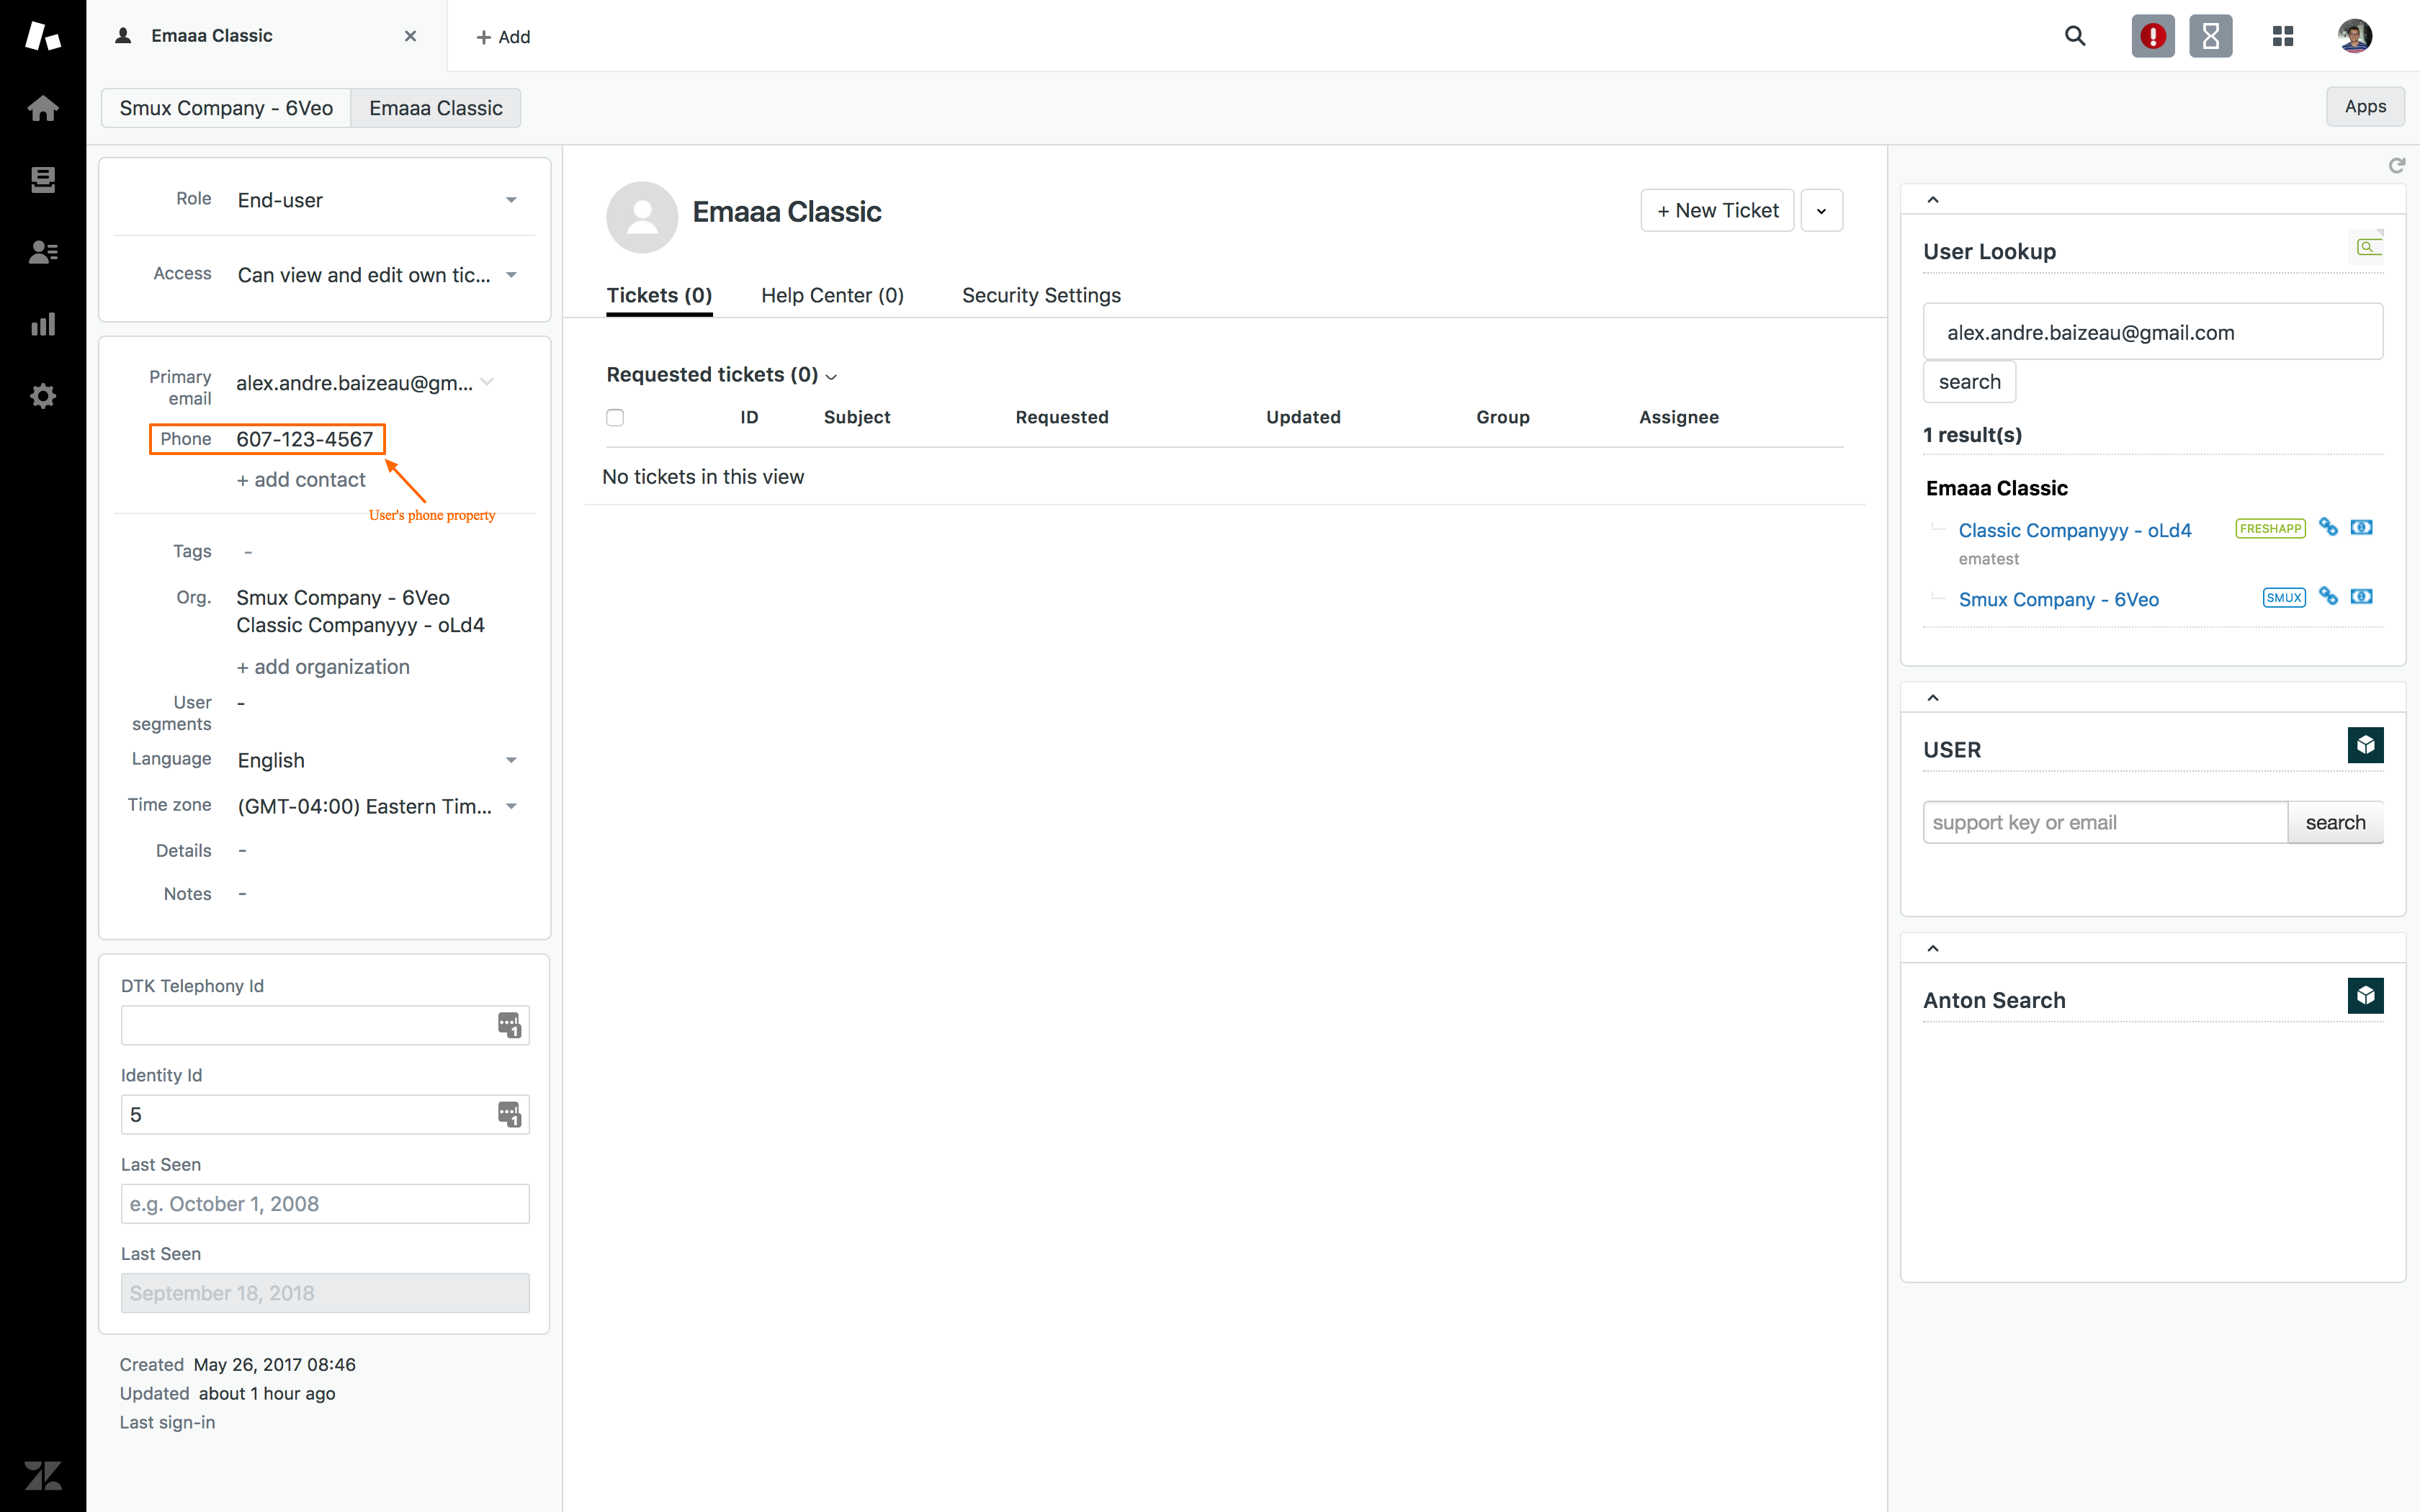 Emaaa Classic
+ Add
Smux Company - 6Veo
Emaaa Classic
Apps
Role
End-user
Access
Can view and edit own tic...
Primary email
alex.andre.baizeau@gm...
Phone
607-123-4567
+ add contact
User's phone property
Tags
-
Org.
Smux Company - 6Veo
Classic Companyyy - oLd4
+ add organization
User segments
-
Language
English
Time zone
(GMT-04:00) Eastern Tim...
Details
-
Notes
-
DTK Telephony Id
1
Identity Id
5
1
Last Seen
e.g. October 1, 2008
Last Seen
September 18, 2018
Created May 26, 2017 08:46
Updated about 1 hour ago
Last sign-in
Emaaa Classic
+ New Ticket
Tickets (0)
Help Center (0)
Security Settings
Requested tickets (0)
ID
Subject
Requested
Updated
Group
Assignee
No tickets in this view
User Lookup
alex.andre.baizeau@gmail.com
search
1 result(s)
Emaaa Classic
Classic Companyyy - oLd4
FRESHAPP
ematest
Smux Company - 6Veo
SMUX
USER
support key or email
search
Anton Search